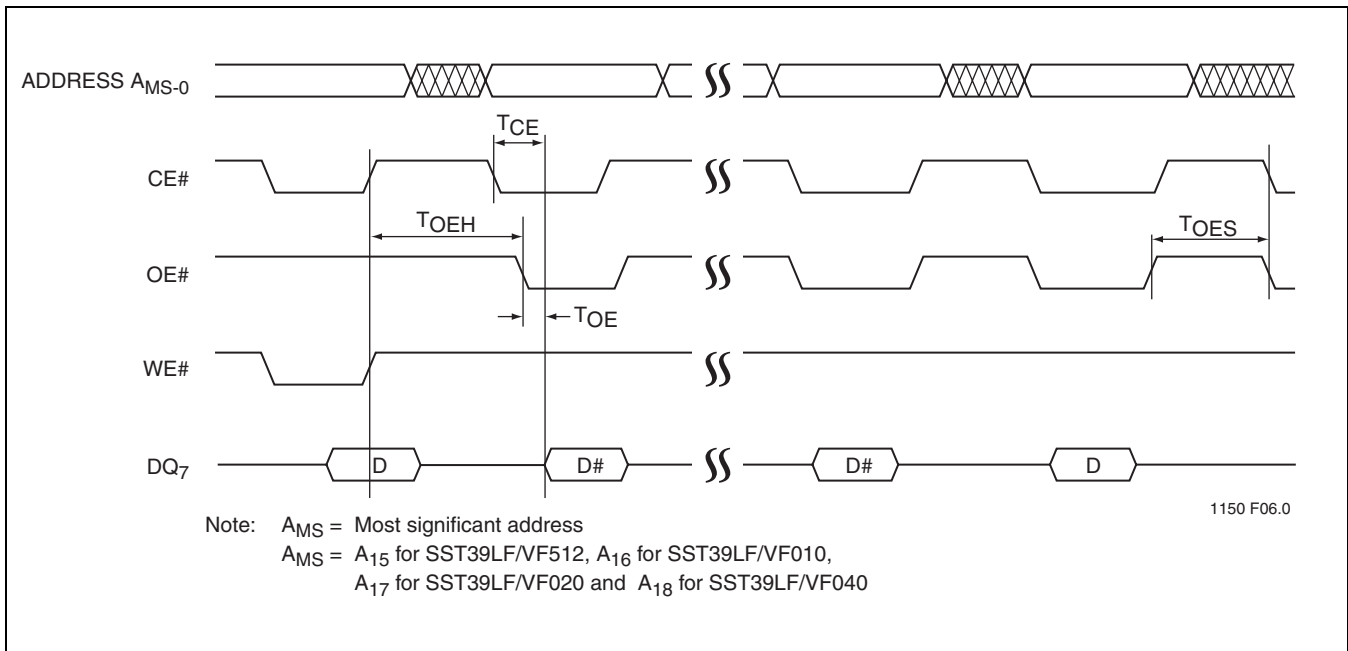 ADDRESS AMS-0
TCE
CE#
TOEH
TOES
OE#
TOE
WE#
DQ7
D
D#
D#
D
1150 F06.0
Note: AMS = Most significant address
AMS = A15 for SST39LF/VF512, A16 for SST39LF/VF010,
A17 for SST39LF/VF020 and A18 for SST39LF/VF040